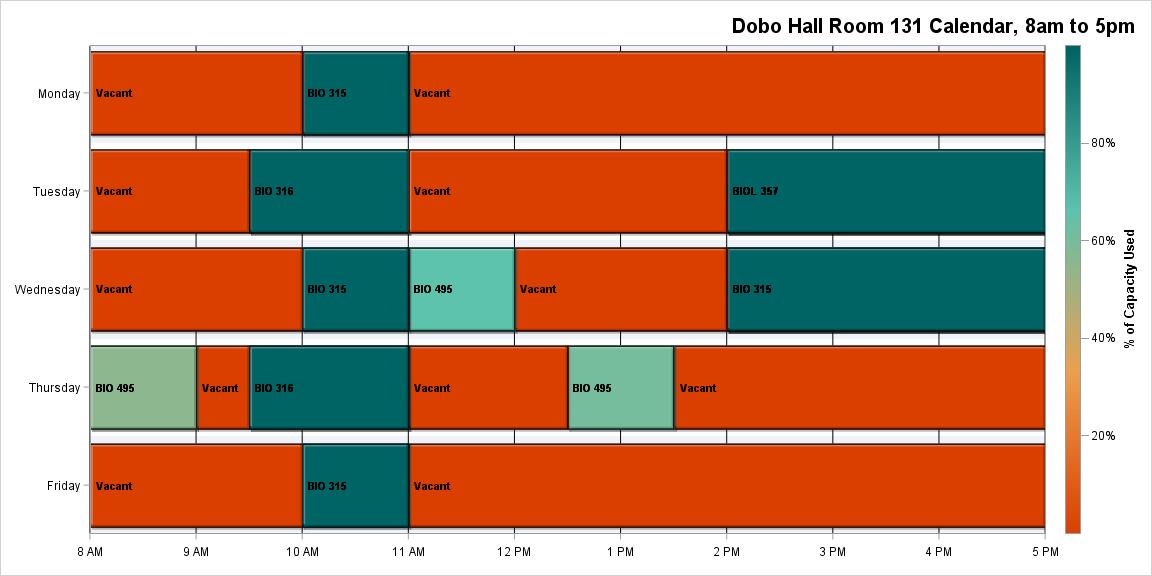 Dobo Hall Room 131 Calendar, 8am to 5pm
Monday
Vacant
BIO 315
Vacant
Tuesday
Vacant
BIO 316
Vacant
BIOL 357
Wednesday
Vacant
BIO 315
BIO 495
Vacant
BIO 315
Thursday
BIO 495
Vacant
BIO 316
Vacant
BIO 495
Vacant
Friday
Vacant
BIO 315
Vacant
8 AM
9 AM
10 AM
11 AM
12 PM
1 PM
2 PM
3 PM
4 PM
5 PM
80%
60%
40%
20%
% of Capacity Used